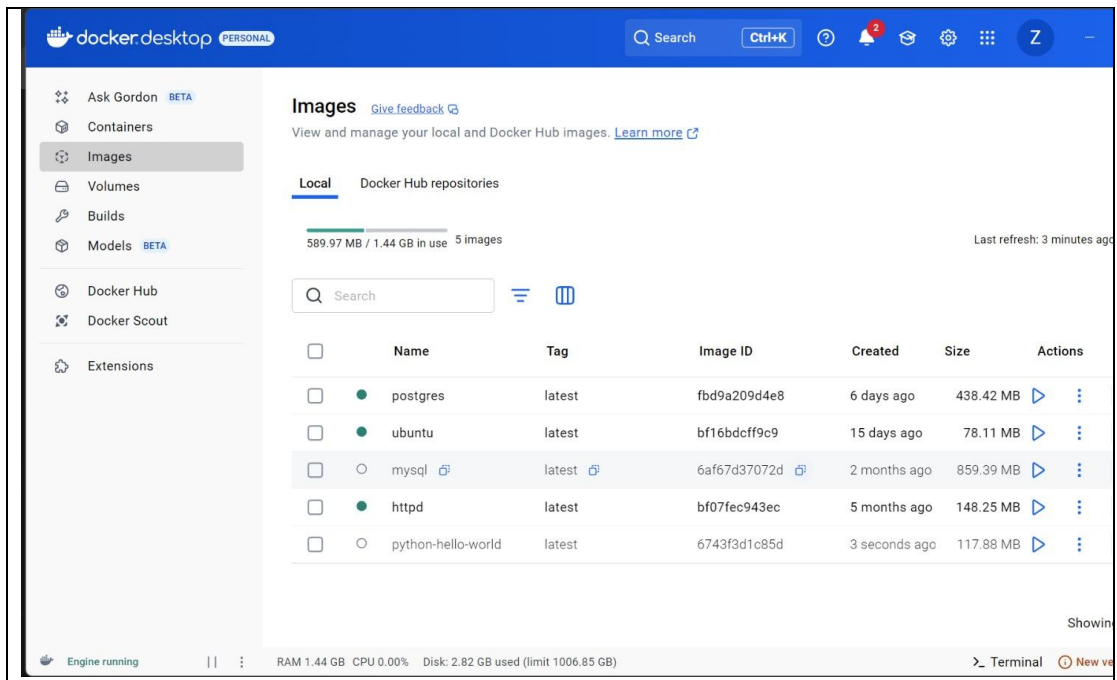 docker.desktop PERSONAL Search Ctrl+K 2 Z
Ask Gordon BETA
Containers
Images
Volumes
Builds
Models BETA
Docker Hub
Docker Scout
Extensions
Images Give feedback
View and manage your local and Docker Hub images. Learn more
Local Docker Hub repositories
589.97 MB / 1.44 GB in use 5 images Last refresh: 3 minutes ago
Search
Name Tag Image ID Created Size Actions
postgres latest fbd9a209d4e8 6 days ago 438.42 MB
ubuntu latest bf16bdcff9c9 15 days ago 78.11 MB
mysql latest 6af67d37072d 2 months ago 859.39 MB
httpd latest bf07fec943ec 5 months ago 148.25 MB
python-hello-world latest 6743f3d1c85d 3 seconds ago 117.88 MB
Showin
Engine running RAM 1.44 GB CPU 0.00% Disk: 2.82 GB used (limit 1006.85 GB) >_ Terminal New ve